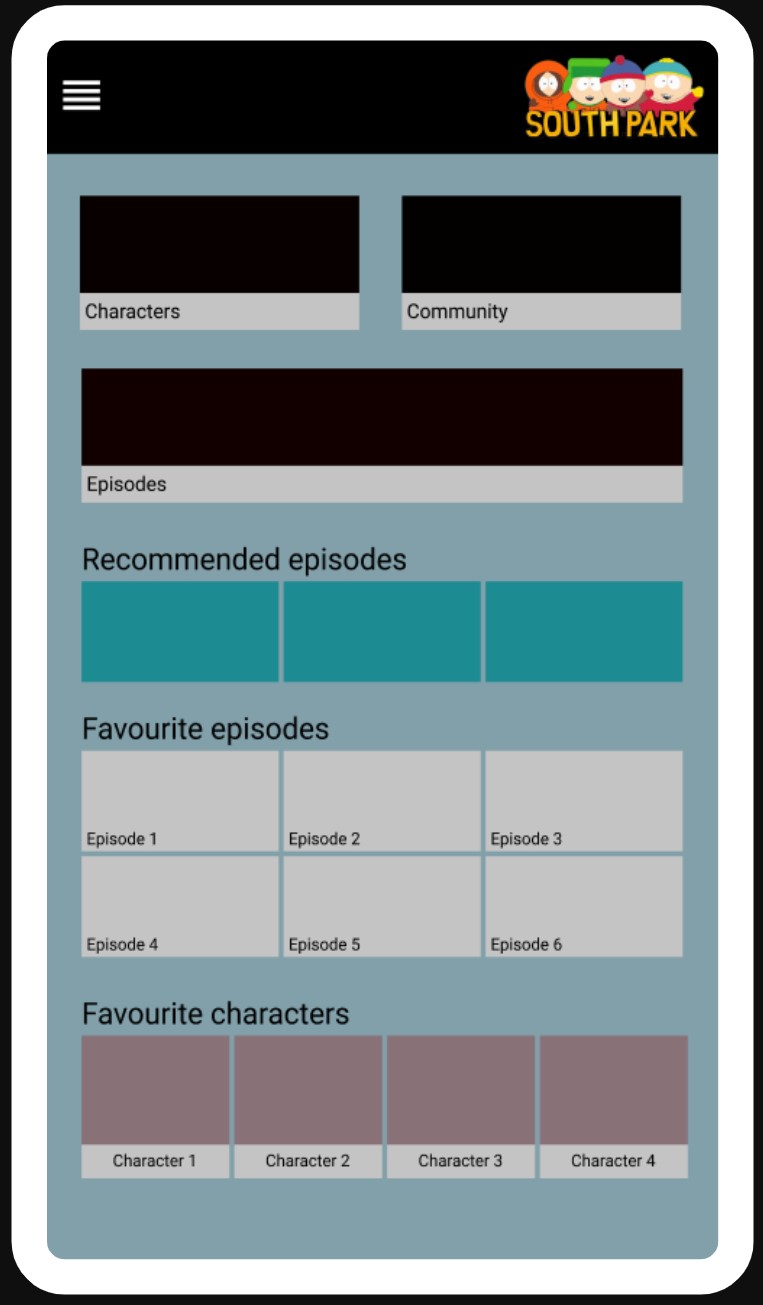 SOUTH PARK
Characters
Community
Episodes
Recommended episodes
Favourite episodes
Episode 1
Episode 2
Episode 3
Episode 4
Episode 5
Episode 6
Favourite characters
Character 1
Character 2
Character 3
Character 4